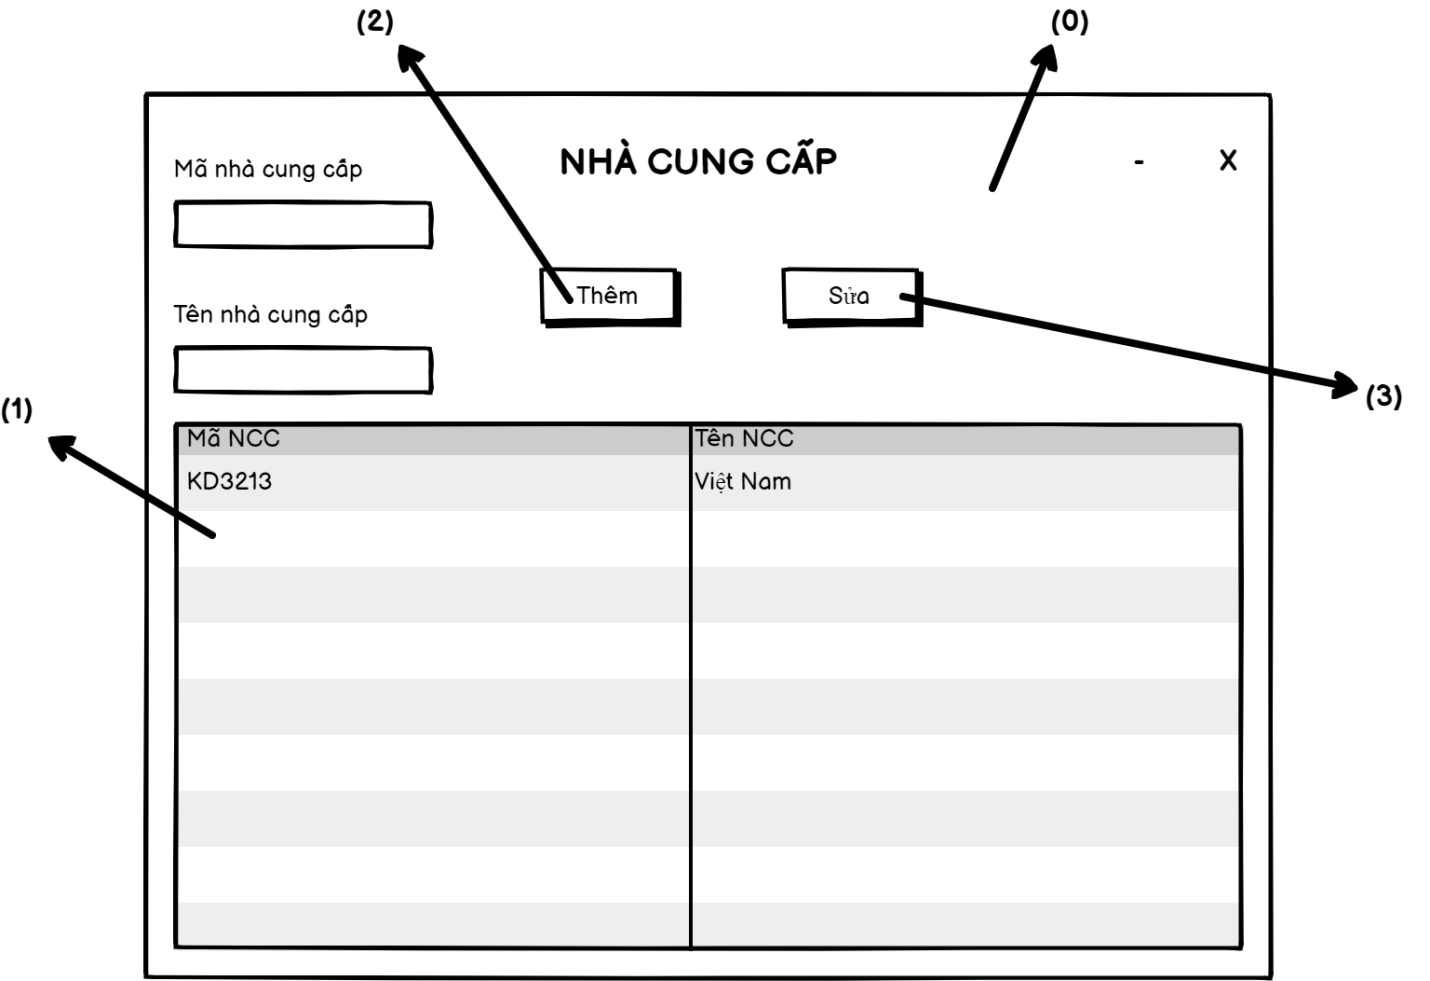 (2)
(0)
NHÀ CUNG CẤP
-
X
Mã nhà cung cấp
Thêm
Sửa
Tên nhà cung cấp
(3)
(1)
Mã NCC
Tên NCC
KD3213
Việt Nam